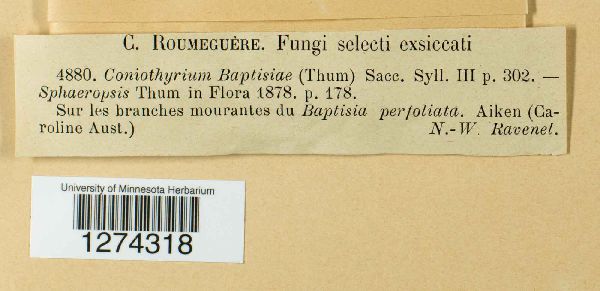 C. ROUMEGUÈRE. Fungi selecti exsiccati
4880. Coniothyrium Baptisiae (Thum) Sacc. Syll. III p. 302. —
Sphaeropsis Thum in Flora 1878. p. 178.
Sur les branches mourantes du Baptisia perfoliata. Aiken (Ca-
roline Aust.) N.-W. Ravenel.
University of Minnesota Herbarium
1274318